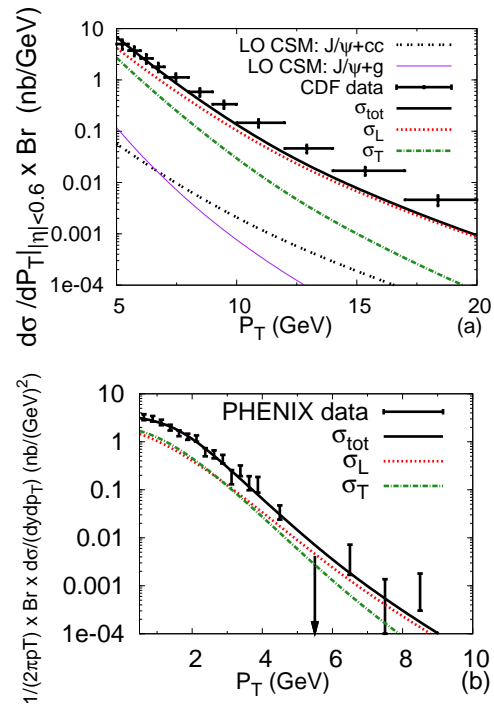 dσ/dP_T|_|η|<0.6 x Br (nb/GeV)
10
1
0.1
0.01
0.001
1e-04
LO CSM: J/ψ+cc
LO CSM: J/ψ+g
CDF data
σ_tot
σ_L
σ_T
5
10
15
20
P_T (GeV)
(a)
1/(2πpT) x Br x dσ/(dydp_T) (nb/(GeV)^2)
10
1
0.1
0.01
0.001
1e-04
PHENIX data
σ_tot
σ_L
σ_T
2
4
6
8
10
P_T (GeV)
(b)